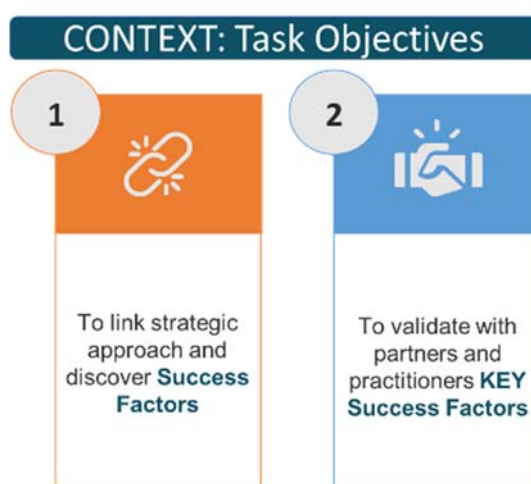 CONTEXT: Task Objectives
1
To link strategic
approach and
discover Success
Factors
2
To validate with
partners and
practitioners KEY
Success Factors